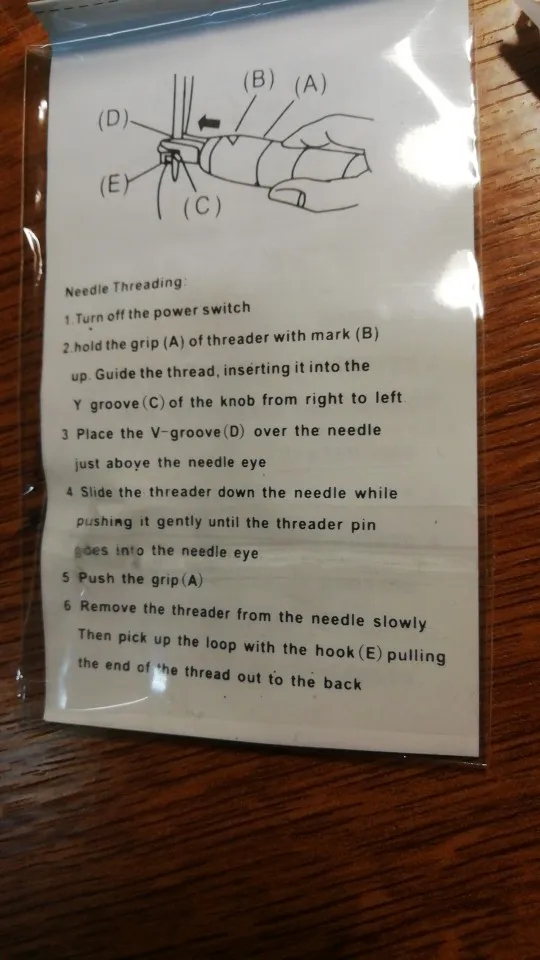 (B) (A)
(D)
(E)
(C)
Needle Threading:
1.Turn off the power switch
2.hold the grip (A) of threader with mark (B)
up. Guide the thread, inserting it into the
Y groove (C) of the knob from right to left.
3 Place the V-groove (D) over the needle
just aboye the needle eye
4 Slide the threader down the needle while
pushing it gently until the threader pin
goes into the needle eye
5 Push the grip (A)
6 Remove the threader from the needle slowly
Then pick up the loop with the hook (E) pulling
the end of the thread out to the back